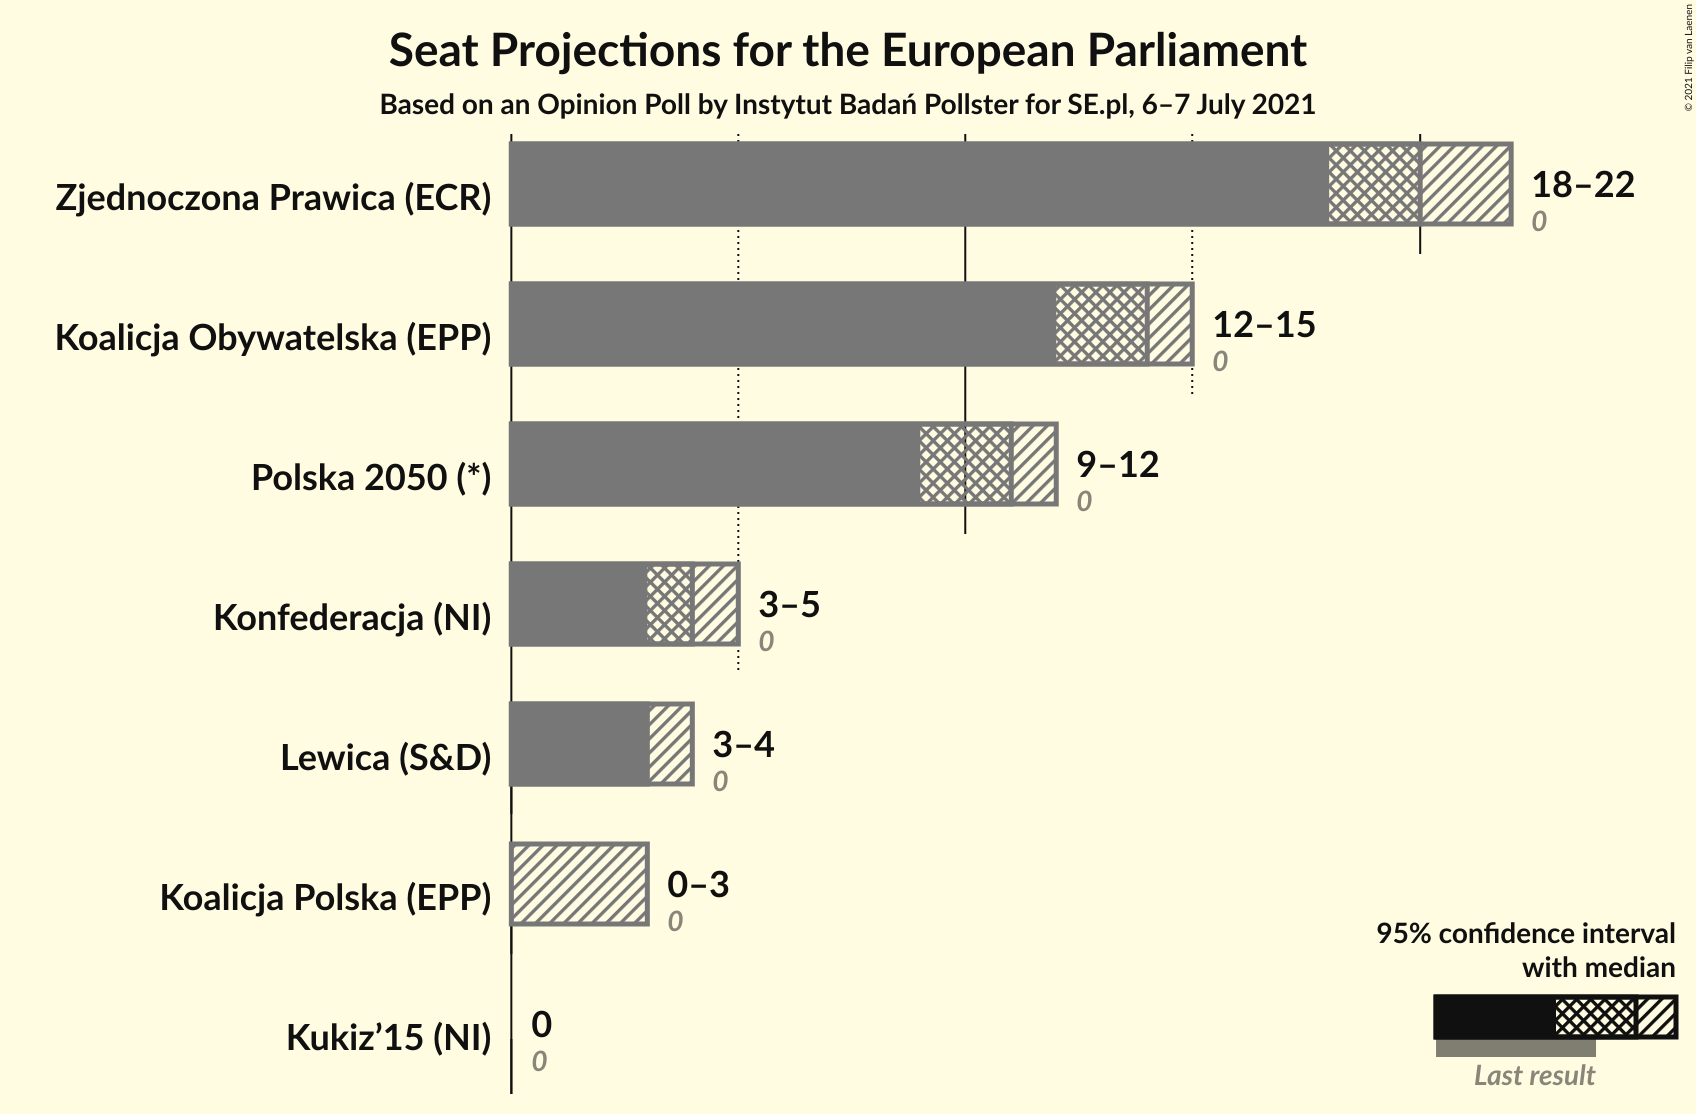 Seat Projections for the European Parliament
Based on an Opinion Poll by Instytut Badań Pollster for SE.pl, 6–7 July 2021
© 2021 Filip van Laenen
Zjednoczona Prawica (ECR)
18–22
0
Koalicja Obywatelska (EPP)
12–15
0
Polska 2050 (*)
9–12
0
Konfederacja (NI)
3–5
0
Lewica (S&D)
3–4
0
Koalicja Polska (EPP)
0–3
0
Kukiz’15 (NI)
0
0
95% confidence interval
with median
Last result